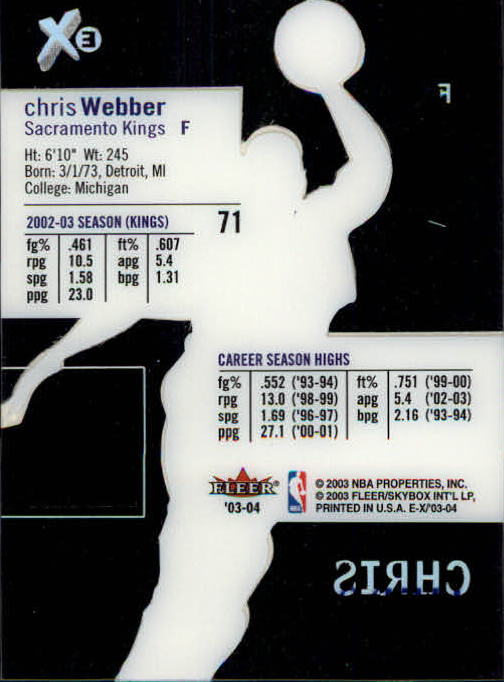 X
E
F
chris Webber
Sacramento Kings F
Ht: 6'10" Wt: 245
Born: 3/1/73, Detroit, MI
College: Michigan
2002-03 SEASON (KINGS) 71
fg% .461 ft% .607
rpg 10.5 apg 5.4
spg 1.58 bpg 1.31
ppg 23.0
CAREER SEASON HIGHS
fg% .552 ('93-94) ft% .751 ('99-00)
rpg 13.0 ('98-99) apg 5.4 ('02-03)
spg 1.69 ('96-97) bpg 2.16 ('93-94)
ppg 27.1 ('00-01)
FLEER
'03-04
© 2003 NBA PROPERTIES, INC.
© 2003 FLEER/SKYBOX INT'L LP,
PRINTED IN U.S.A. E-X/'03-04
CHRIS